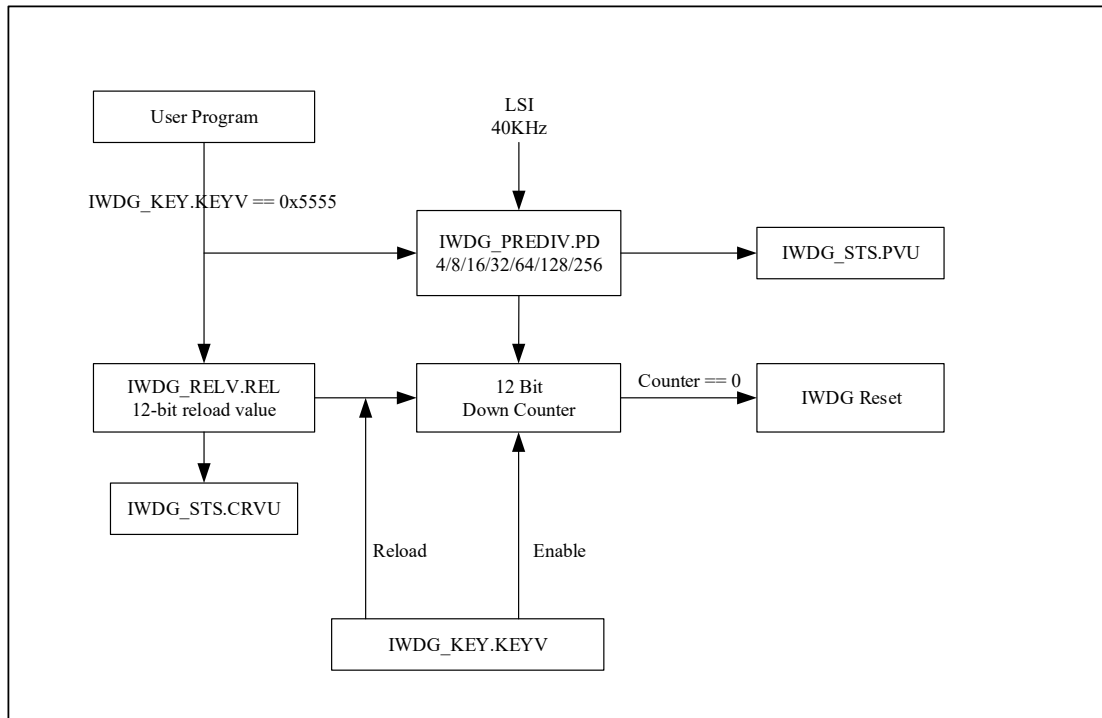 User Program
LSI
40KHz
IWDG_KEY.KEYV == 0x5555
IWDG_PREDIV.PD
4/8/16/32/64/128/256
IWDG_STS.PVU
IWDG_RELV.REL
12-bit reload value
12 Bit
Down Counter
Counter == 0
IWDG Reset
IWDG_STS.CRVU
Reload
Enable
IWDG_KEY.KEYV